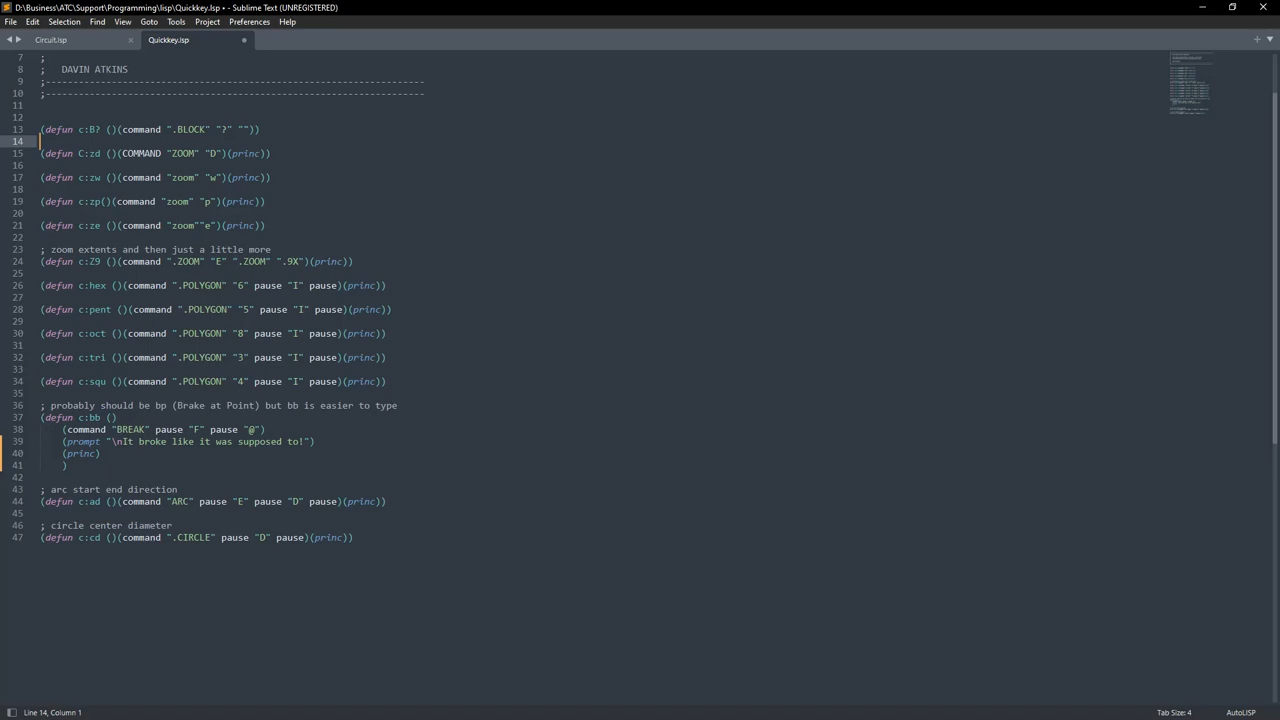 D:\Business\ATC\Support\Programming\lisp\Quickkey.lsp • - Sublime Text (UNREGISTERED)
File Edit Selection Find View Goto Tools Project Preferences Help
Circuit.lsp Quickkey.lsp
7 ;
8 ;   DAVIN ATKINS
9 ;----------------------------------------------------------------------
10 ;----------------------------------------------------------------------
11
12
13 (defun c:B? ()(command ".BLOCK" "?" ""))
14
15 (defun C:zd ()(COMMAND "ZOOM" "D")(princ))
16
17 (defun c:zw ()(command "zoom" "w")(princ))
18
19 (defun c:zp()(command "zoom" "p")(princ))
20
21 (defun c:ze ()(command "zoom""e")(princ))
22
23 ; zoom extents and then just a little more
24 (defun c:Z9 ()(command ".ZOOM" "E" ".ZOOM" ".9X")(princ))
25
26 (defun c:hex ()(command ".POLYGON" "6" pause "I" pause)(princ))
27
28 (defun c:pent ()(command ".POLYGON" "5" pause "I" pause)(princ))
29
30 (defun c:oct ()(command ".POLYGON" "8" pause "I" pause)(princ))
31
32 (defun c:tri ()(command ".POLYGON" "3" pause "I" pause)(princ))
33
34 (defun c:squ ()(command ".POLYGON" "4" pause "I" pause)(princ))
35
36 ; probably should be bp (Brake at Point) but bb is easier to type
37 (defun c:bb ()
38     (command "BREAK" pause "F" pause "@")
39     (prompt "\nIt broke like it was supposed to!")
40     (princ)
41     )
42
43 ; arc start end direction
44 (defun c:ad ()(command "ARC" pause "E" pause "D" pause)(princ))
45
46 ; circle center diameter
47 (defun c:cd ()(command ".CIRCLE" pause "D" pause)(princ))
Line 14, Column 1 Tab Size: 4 AutoLISP